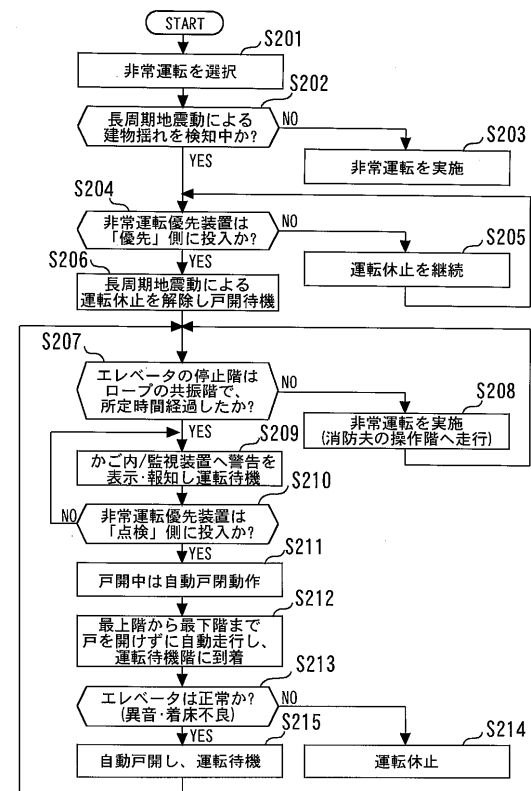 START
S201
非常運転を選択
S202
長周期地震動による
建物揺れを検知中か?
NO
YES
S203
非常運転を実施
S204
非常運転優先装置は
「優先」側に投入か?
NO
YES
S205
運転休止を継続
S206
長周期地震動による
運転休止を解除し戸開待機
S207
エレベータの停止階は
ロープの共振階で、
所定時間経過したか?
NO
YES
S208
非常運転を実施
(消防夫の操作階へ走行)
S209
かご内/監視装置へ警告を
表示・報知し運転待機
S210
非常運転優先装置は
「点検」側に投入か?
NO
YES
S211
戸開中は自動戸閉動作
S212
最上階から最下階まで
戸を開けずに自動走行し、
運転待機階に到着
S213
エレベータは正常か?
(異音・着床不良)
NO
YES
S214
運転休止
S215
自動戸開し、運転待機